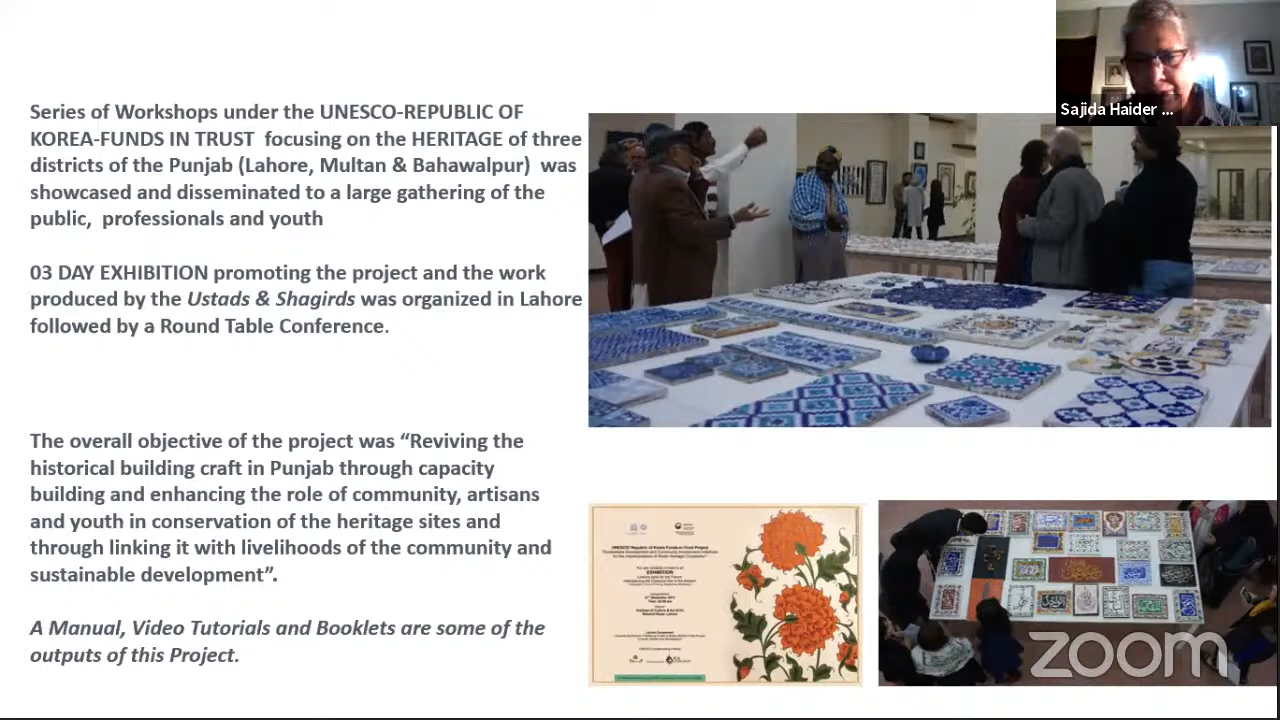 Series of Workshops under the UNESCO-REPUBLIC OF
KOREA-FUNDS IN TRUST focusing on the HERITAGE of three
districts of the Punjab (Lahore, Multan & Bahawalpur) was
showcased and disseminated to a large gathering of the
public, professionals and youth
03 DAY EXHIBITION promoting the project and the work
produced by the Ustads & Shagirds was organized in Lahore
followed by a Round Table Conference.
The overall objective of the project was “Reviving the
historical building craft in Punjab through capacity
building and enhancing the role of community, artisans
and youth in conservation of the heritage sites and
through linking it with livelihoods of the community and
sustainable development”.
A Manual, Video Tutorials and Booklets are some of the
outputs of this Project.
Sajida Haider ...
EXHIBITION
zoom